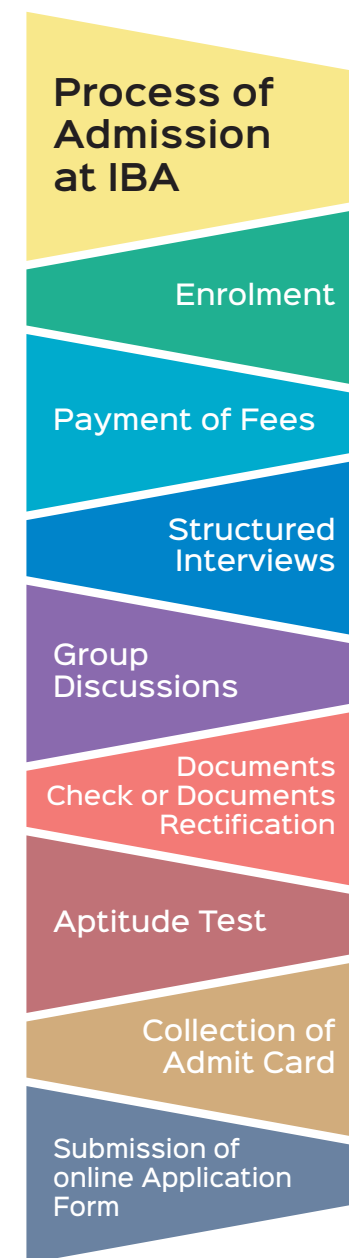 Process of
Admission
at IBA
Enrolment
Payment of Fees
Structured
Interviews
Group
Discussions
Documents
Check or Documents
Rectification
Aptitude Test
Collection of
Admit Card
Submission of
online Application
Form